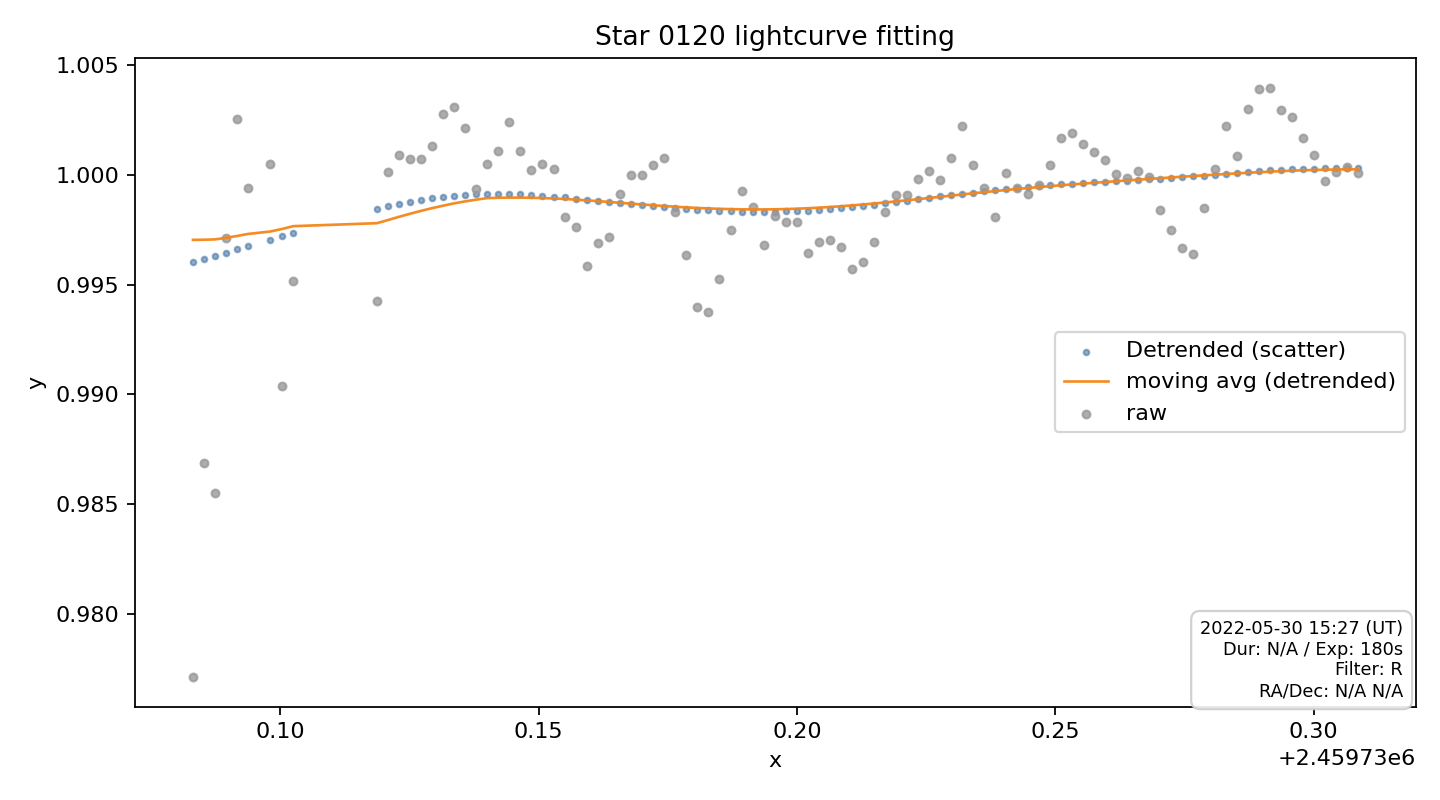 Star 0120 lightcurve fitting
1.005
1.000
0.995
0.990
0.985
0.980
y
Detrended (scatter)
moving avg (detrended)
raw
2022-05-30 15:27 (UT)
Dur: N/A / Exp: 180s
Filter: R
RA/Dec: N/A N/A
0.10 0.15 0.20 0.25 0.30
x
+2.45973e6